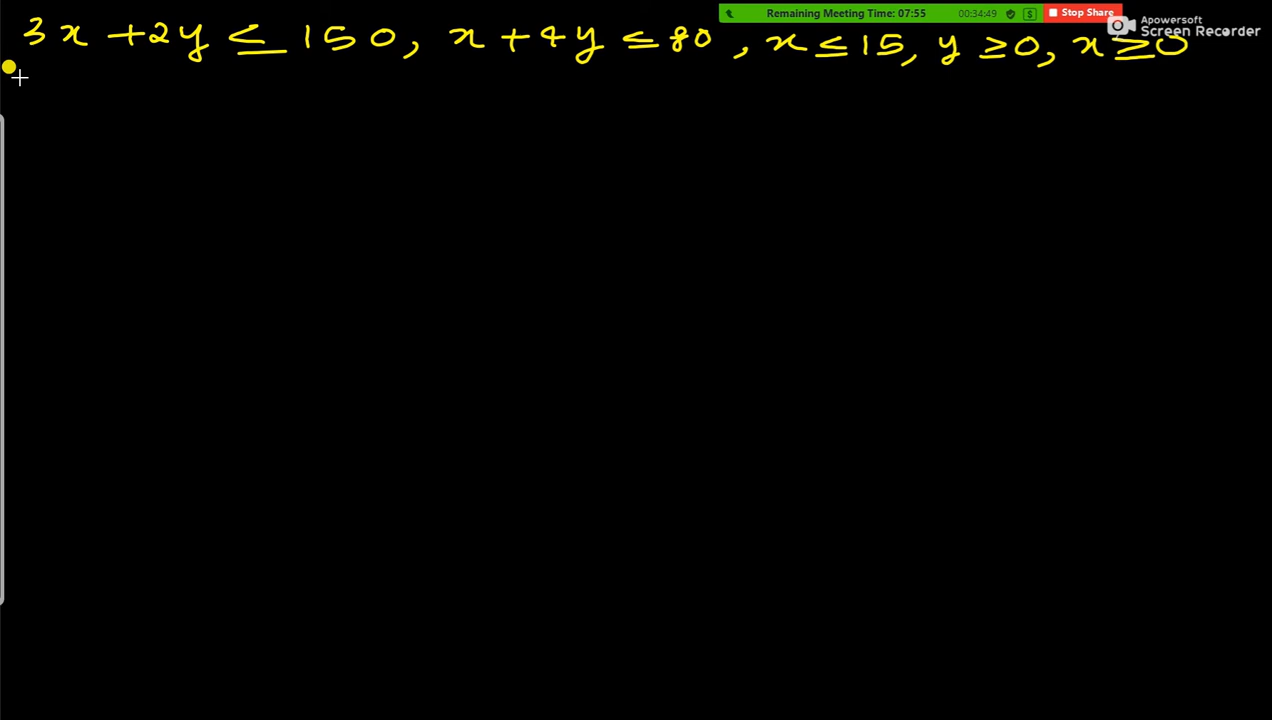 Remaining Meeting Time: 07:55 00:34:49 Stop Share
Apowersoft
Screen Recorder
3x + 2y ≤ 150, x + 4y ≤ 80, x ≤ 15, y ≥ 0, x ≥ 0